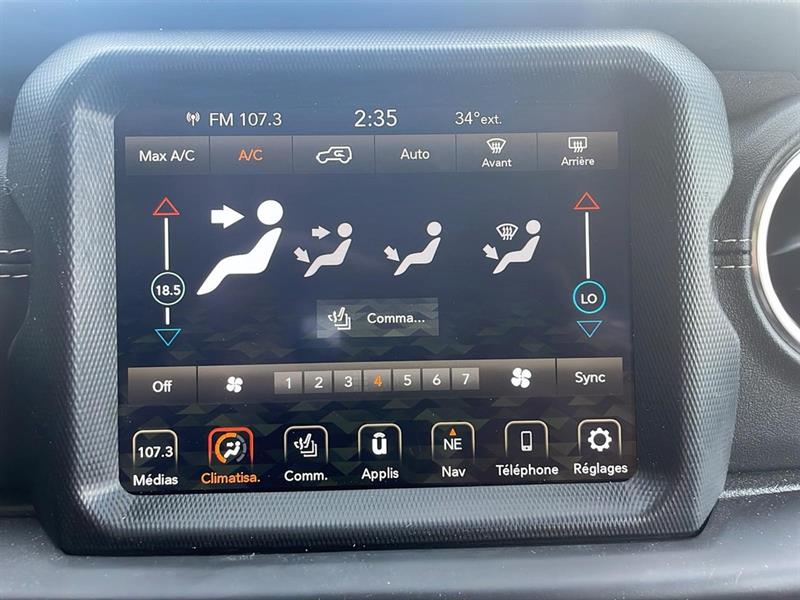 FM 107.3 2:35 34°ext.
Max A/C A/C Auto Avant Arrière
18.5 LO
Comma...
Off 1 2 3 4 5 6 7 Sync
107.3 NE
Médias Climatisa. Comm. Applis Nav Téléphone Réglages